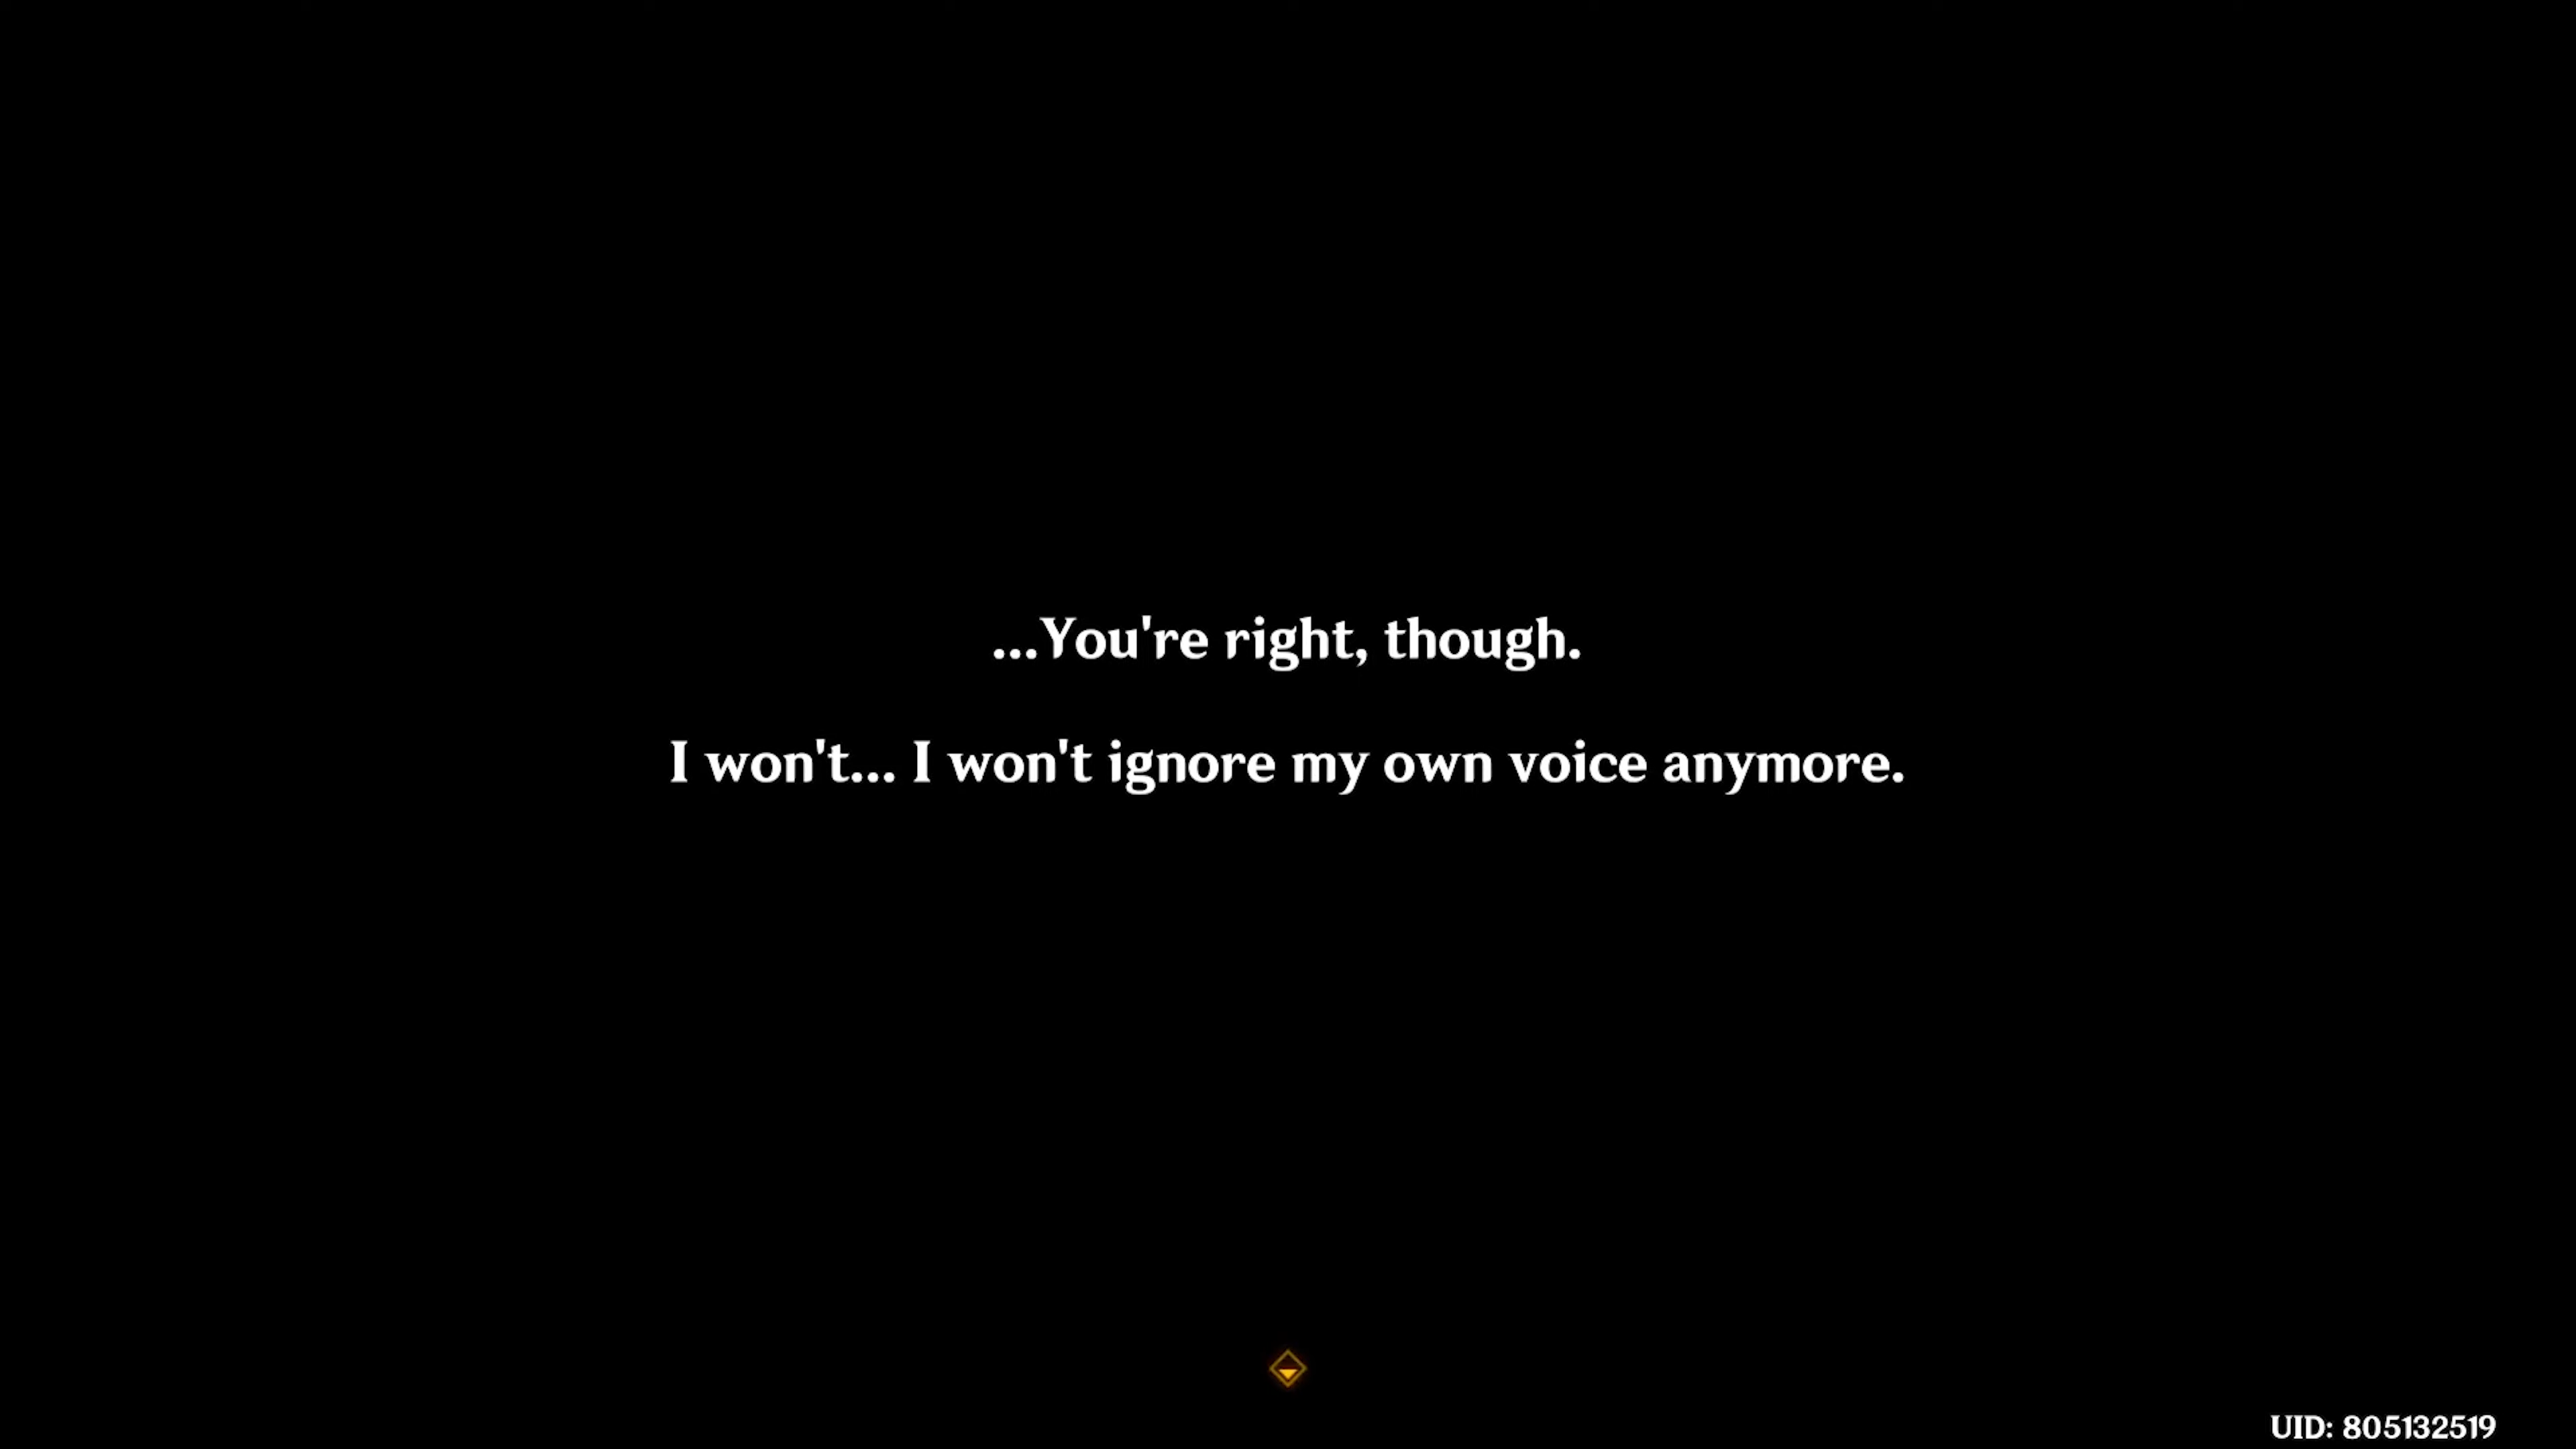 ...You're right, though.
I won't... I won't ignore my own voice anymore.
UID: 805132519